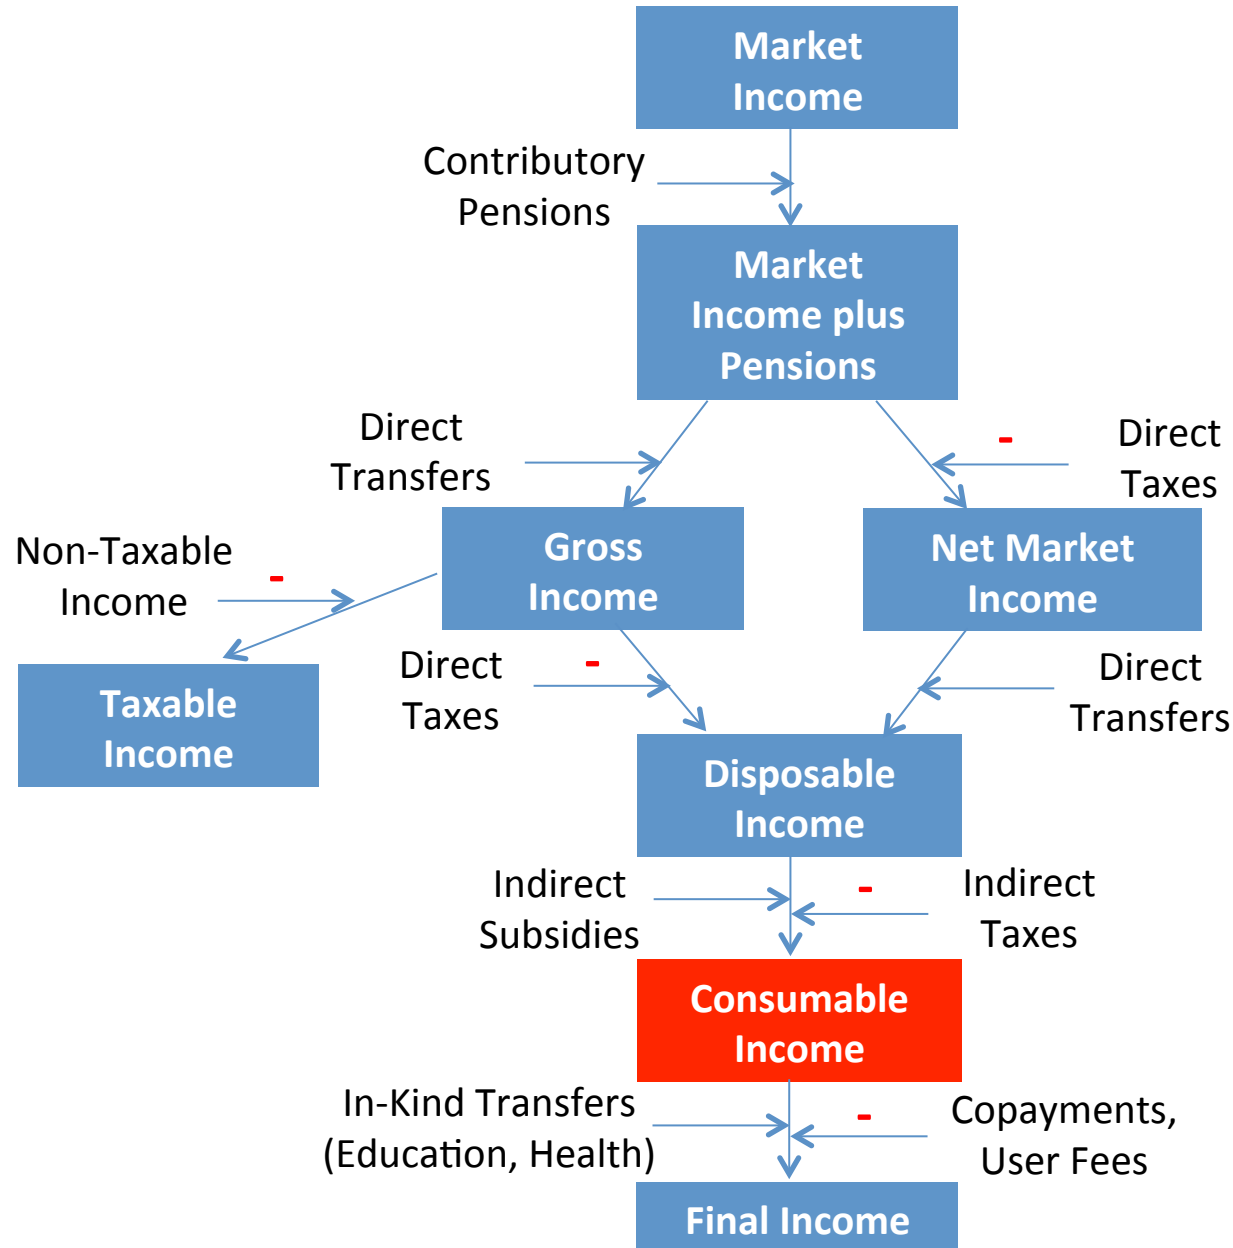 Market
Income
Contributory
Pensions
Market
Income plus
Pensions
Direct
Transfers
-
Direct
Taxes
Non-Taxable
Income
-
Gross
Income
Net Market
Income
Taxable
Income
Direct
Taxes
-
Direct
Transfers
Disposable
Income
Indirect
Subsidies
-
Indirect
Taxes
Consumable
Income
In-Kind Transfers
(Education, Health)
-
Copayments,
User Fees
Final Income